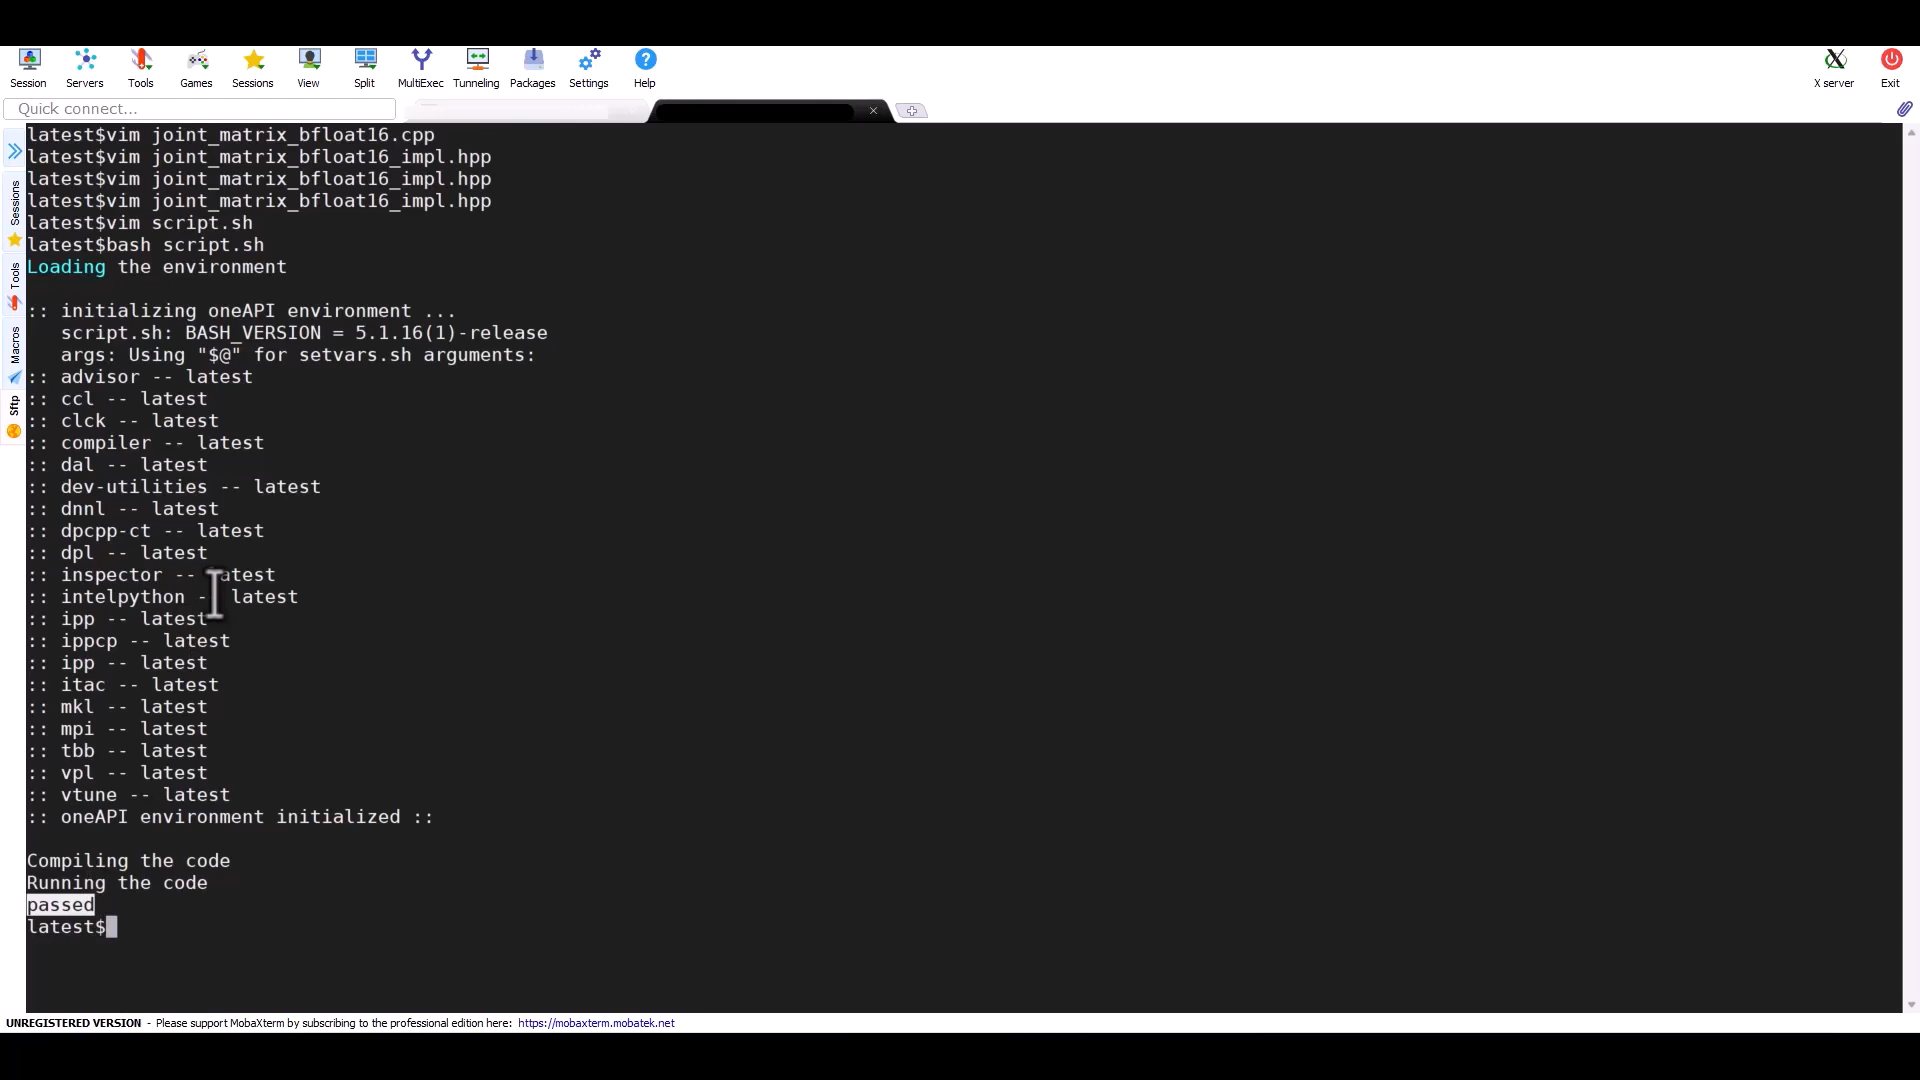 Session Servers Tools Games Sessions View Split MultiExec Tunneling Packages Settings Help X server Exit
Quick connect...
Sessions
Tools
Macros
Sftp
latest$vim joint_matrix_bfloat16.cpp
latest$vim joint_matrix_bfloat16_impl.hpp
latest$vim joint_matrix_bfloat16_impl.hpp
latest$vim joint_matrix_bfloat16_impl.hpp
latest$vim script.sh
latest$bash script.sh
Loading the environment
:: initializing oneAPI environment ...
script.sh: BASH_VERSION = 5.1.16(1)-release
args: Using "$@" for setvars.sh arguments:
:: advisor -- latest
:: ccl -- latest
:: clck -- latest
:: compiler -- latest
:: dal -- latest
:: dev-utilities -- latest
:: dnnl -- latest
:: dpcpp-ct -- latest
:: dpl -- latest
:: inspector -- latest
:: intelpython -- latest
:: ipp -- latest
:: ippcp -- latest
:: ipp -- latest
:: itac -- latest
:: mkl -- latest
:: mpi -- latest
:: tbb -- latest
:: vpl -- latest
:: vtune -- latest
:: oneAPI environment initialized ::
Compiling the code
Running the code
passed
latest$
UNREGISTERED VERSION - Please support MobaXterm by subscribing to the professional edition here: https://mobaxterm.mobatek.net